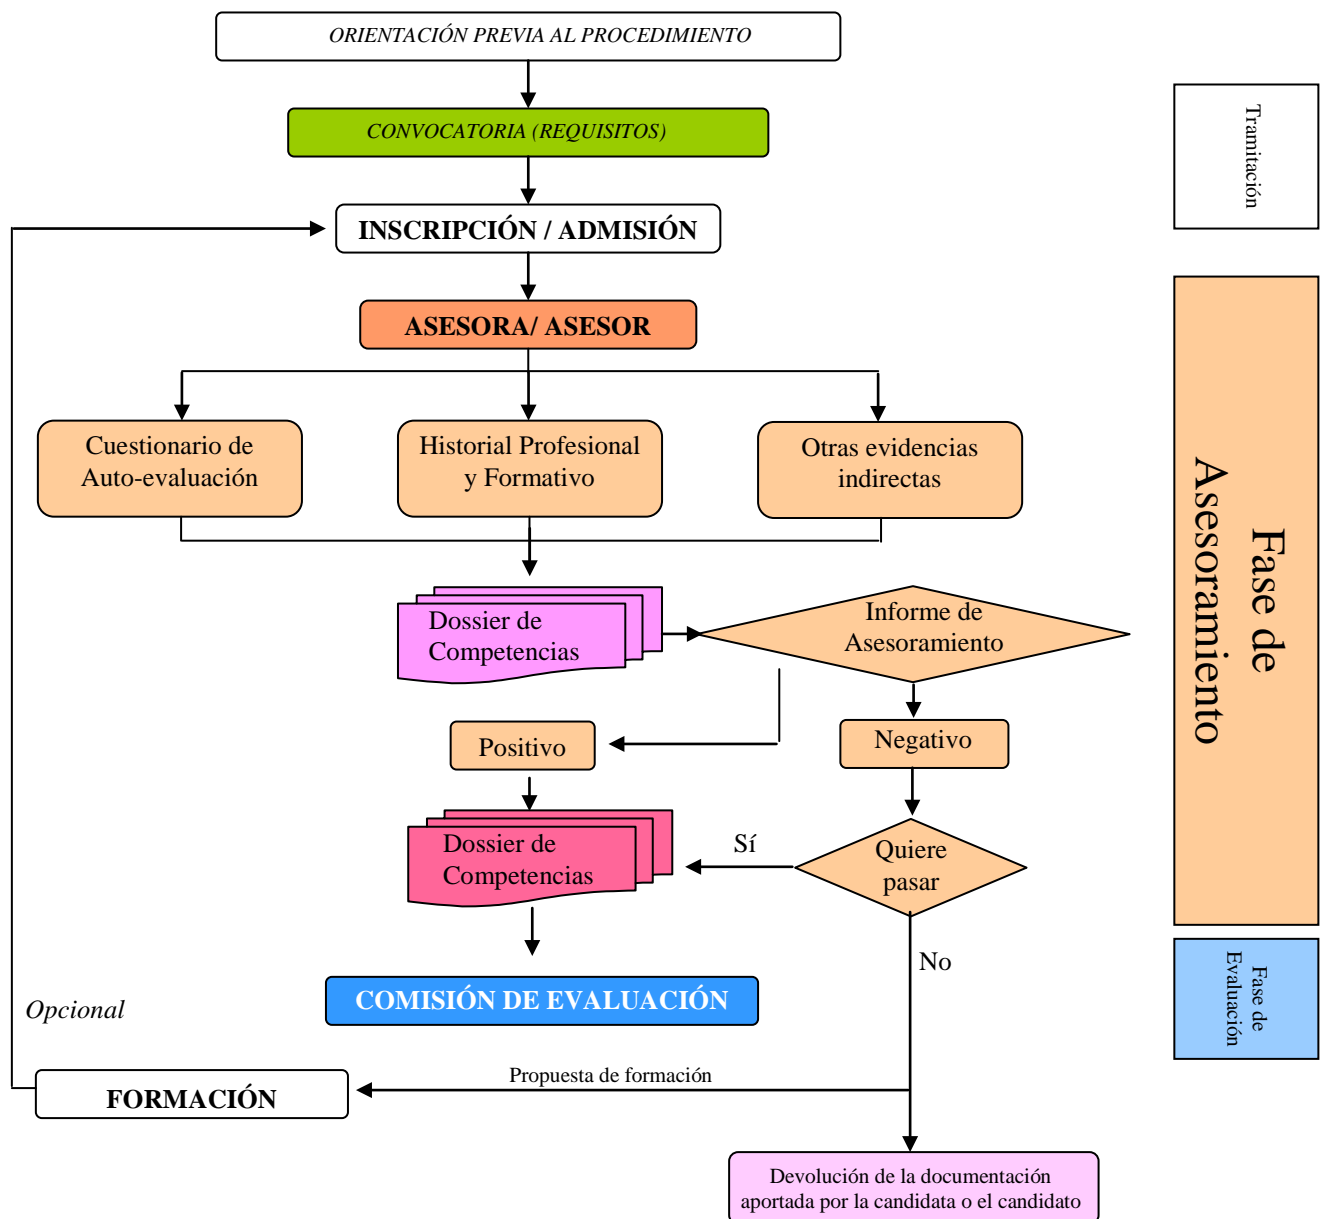 ORIENTACIÓN PREVIA AL PROCEDIMIENTO
CONVOCATORIA (REQUISITOS)
Tramitación
INSCRIPCIÓN / ADMISIÓN
ASESORA/ ASESOR
Cuestionario de
Auto-evaluación
Historial Profesional
y Formativo
Otras evidencias
indirectas
Fase de
Asesoramiento
Dossier de
Competencias
Informe de
Asesoramiento
Positivo
Negativo
Dossier de
Competencias
Sí
Quiere
pasar
No
COMISIÓN DE EVALUACIÓN
Fase de
Evaluación
Opcional
FORMACIÓN
Propuesta de formación
Devolución de la documentación
aportada por la candidata o el candidato